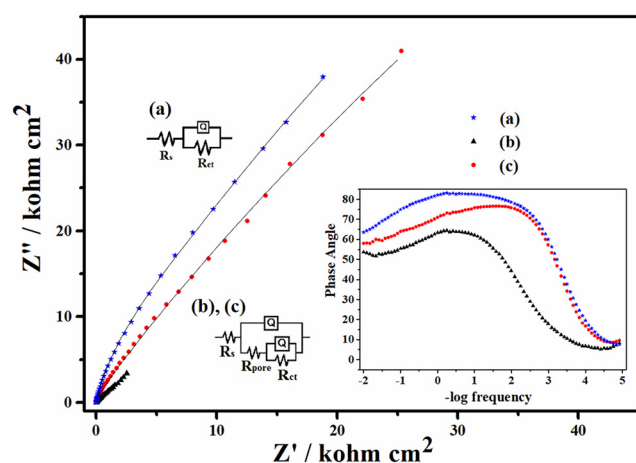 Z'' / kohm cm2
40
30
20
10
0
0
10
20
30
40
Z' / kohm cm2
(a)
Q
Rs
Rct
(b), (c)
Q
Q
Rs
Rpore
Rct
(a)
(b)
(c)
Phase Angle
80
70
60
50
40
30
20
10
0
-2
-1
0
1
2
3
4
5
-log frequency